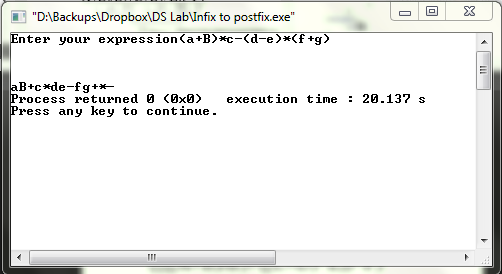 "D:\Backups\Dropbox\DS Lab\Infix to postfix.exe"
Enter your expression(a+B)*c-(d-e)*(f+g)
aB+c*de-fg+*-
Process returned 0 (0x0)   execution time : 20.137 s
Press any key to continue.